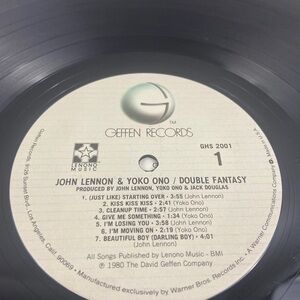 TM
GEFFEN RECORDS
LENONO
MUSIC
GHS 2001
1
JOHN LENNON & YOKO ONO / DOUBLE FANTASY
PRODUCED BY JOHN LENNON, YOKO ONO & JACK DOUGLAS
1. (JUST LIKE) STARTING OVER • 3:55 (John Lennon)
2. KISS KISS KISS • 2:41 (Yoko Ono)
3. CLEANUP TIME • 2:57 (John Lennon)
4. GIVE ME SOMETHING • 1:34 (Yoko Ono)
5. I'M LOSING YOU • 3:58 (John Lennon)
6. I'M MOVING ON • 2:19 (Yoko Ono)
7. BEAUTIFUL BOY (DARLING BOY) • 4:01
(John Lennon)
All Songs Published by Lenono Music - BMI
℗ 1980 The David Geffen Company
Manufactured exclusively by Warner Bros. Records Inc.